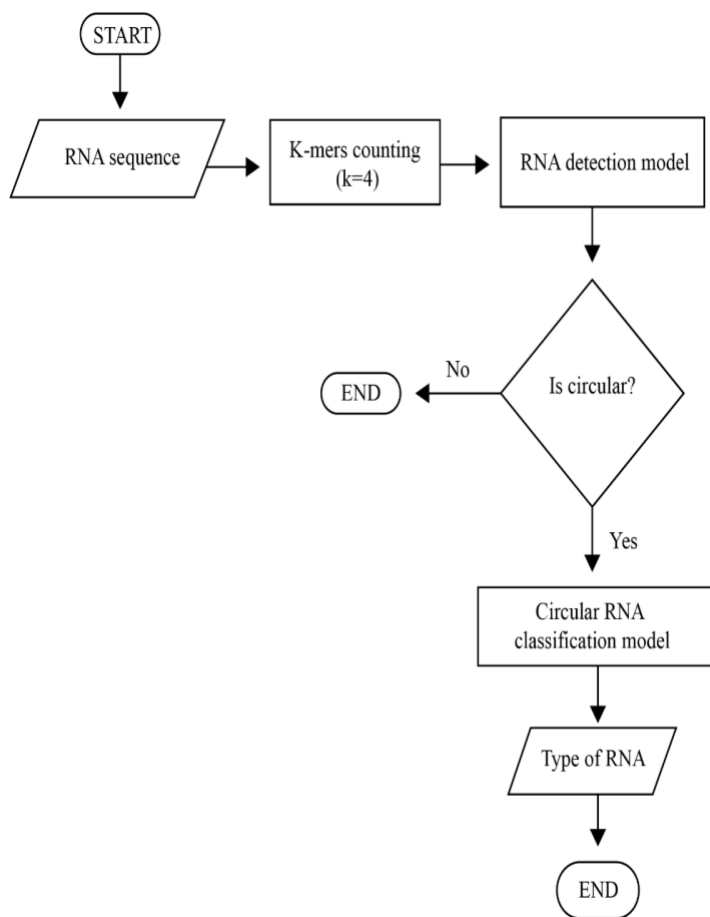 START
RNA sequence
K-mers counting
(k=4)
RNA detection model
Is circular?
No
END
Yes
Circular RNA
classification model
Type of RNA
END